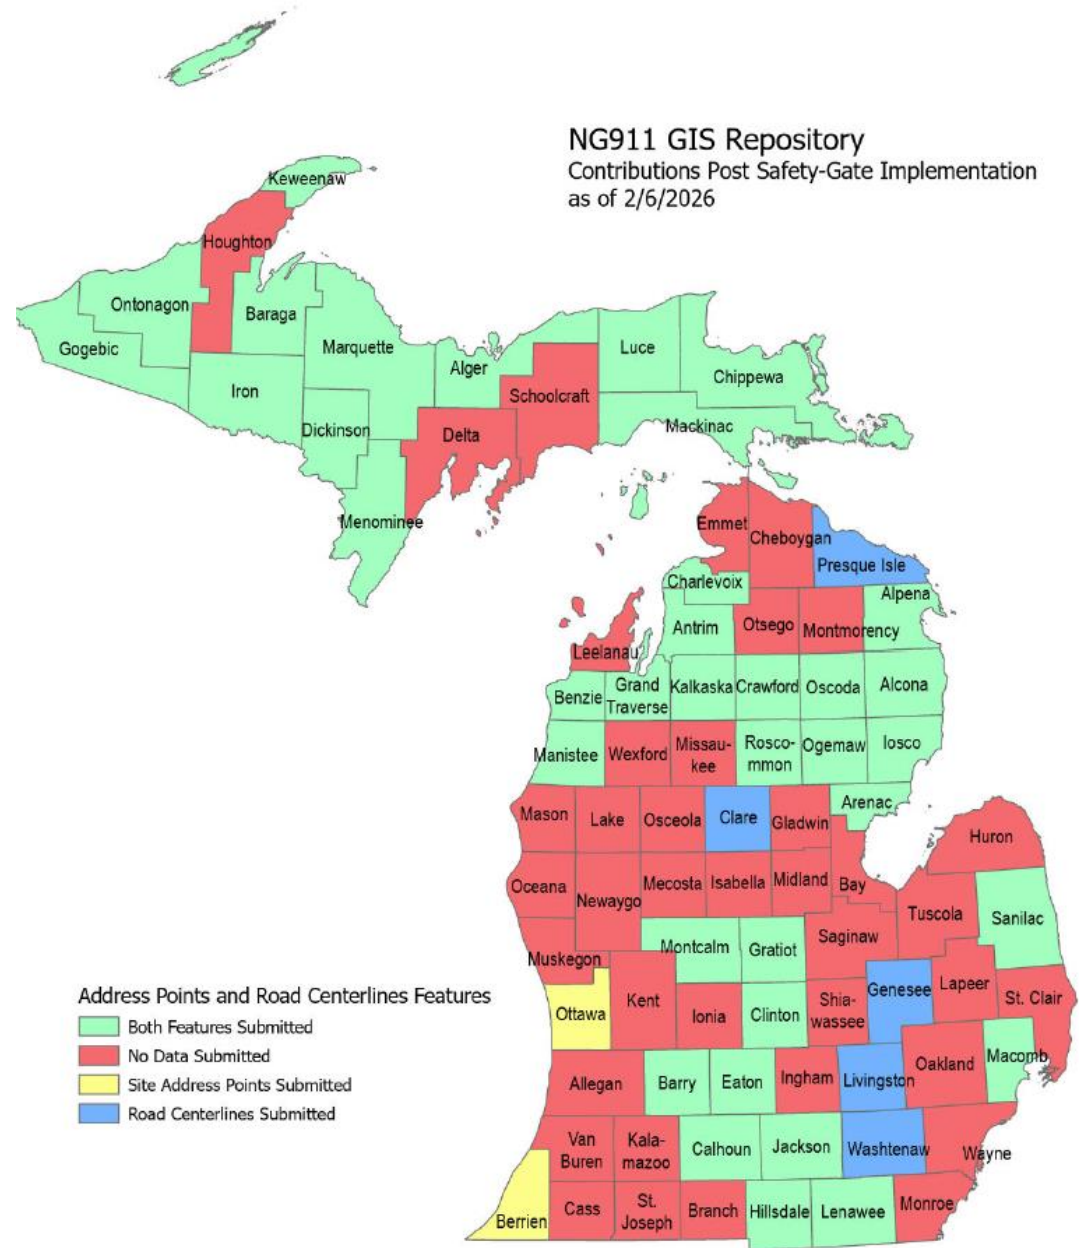 NG911 GIS Repository
Contributions Post Safety-Gate Implementation
as of 2/6/2026
Keweenaw
Houghton
Ontonagon
Baraga
Gogebic
Marquette
Iron
Alger
Luce
Chippewa
Schoolcraft
Dickinson
Delta
Mackinac
Menominee
Emmet
Cheboygan
Presque Isle
Charlevoix
Alpena
Antrim
Otsego
Montmorency
Leelanau
Benzie
Grand
Traverse
Kalkaska
Crawford
Oscoda
Alcona
Manistee
Wexford
Missau-
kee
Rosco-
mmon
Ogemaw
Iosco
Mason
Lake
Osceola
Clare
Gladwin
Arenac
Huron
Oceana
Newaygo
Mecosta
Isabella
Midland
Bay
Tuscola
Sanilac
Muskegon
Montcalm
Gratiot
Saginaw
Ottawa
Kent
Ionia
Clinton
Shia-
wassee
Genesee
Lapeer
St. Clair
Allegan
Barry
Eaton
Ingham
Livingston
Oakland
Macomb
Van
Buren
Kala-
mazoo
Calhoun
Jackson
Washtenaw
Wayne
Berrien
Cass
St.
Joseph
Branch
Hillsdale
Lenawee
Monroe
Address Points and Road Centerlines Features
Both Features Submitted
No Data Submitted
Site Address Points Submitted
Road Centerlines Submitted